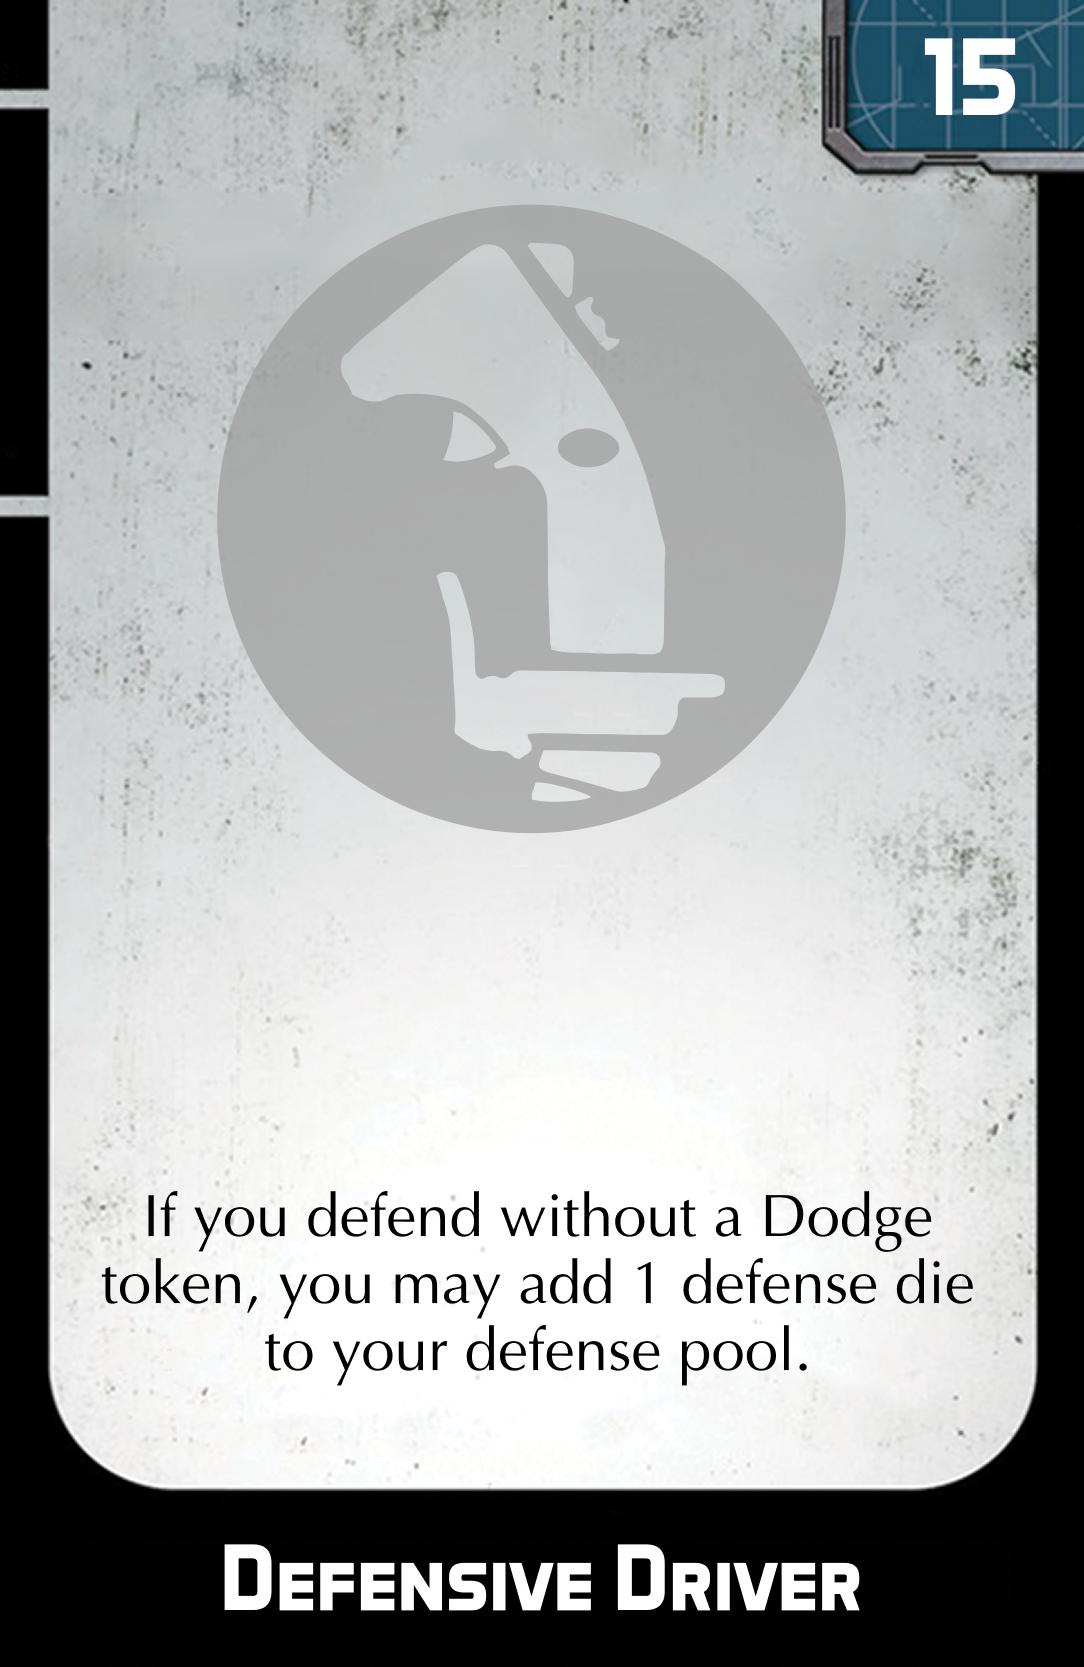 15
If you defend without a Dodge
token, you may add 1 defense die
to your defense pool.
Defensive Driver